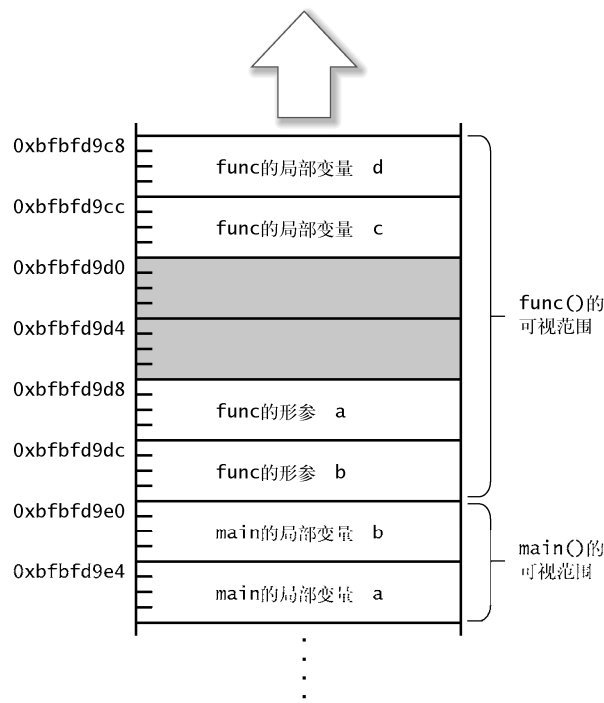 0xbfbfd9c8
func的局部变量 d
0xbfbfd9cc
func的局部变量 c
0xbfbfd9d0
func()的
可视范围
0xbfbfd9d4
0xbfbfd9d8
func的形参 a
0xbfbfd9dc
func的形参 b
0xbfbfd9e0
main的局部变量 b
main()的
可视范围
0xbfbfd9e4
main的局部变量 a